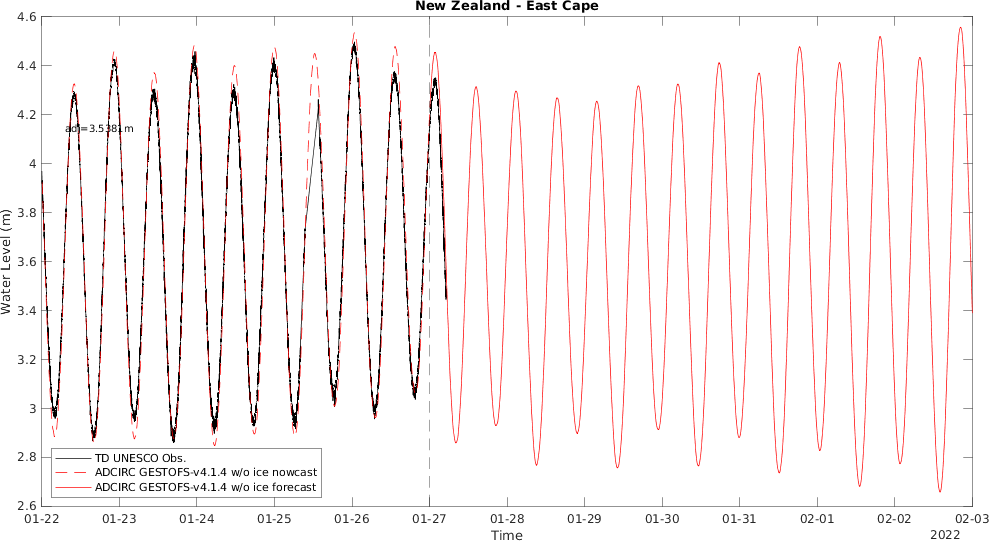 New Zealand - East Cape
4.6
4.4
4.2
adj=3.5381m
4
3.8
Water Level (m)
3.6
3.4
3.2
3
2.8
2.6
TD UNESCO Obs.
ADCIRC GESTOFS-v4.1.4 w/o ice nowcast
ADCIRC GESTOFS-v4.1.4 w/o ice forecast
01-22 01-23 01-24 01-25 01-26 01-27 01-28 01-29 01-30 01-31 02-01 02-02 02-03
Time
2022